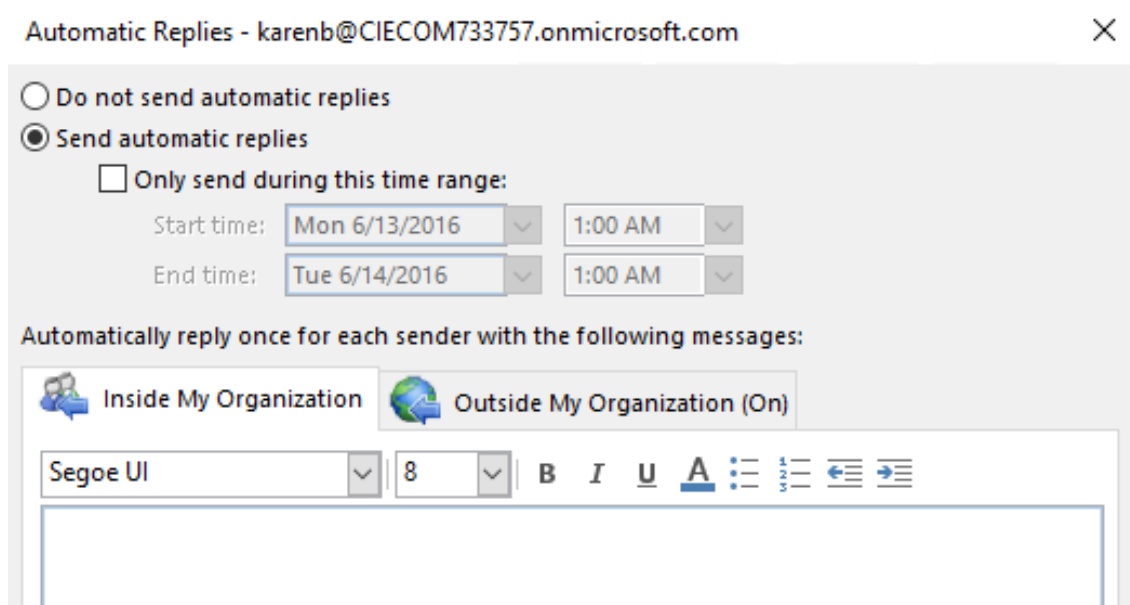 Automatic Replies - karenb@CIECOM733757.onmicrosoft.com
Do not send automatic replies
Send automatic replies
Only send during this time range:
Start time: Mon 6/13/2016 1:00 AM
End time: Tue 6/14/2016 1:00 AM
Automatically reply once for each sender with the following messages:
Inside My Organization Outside My Organization (On)
Segoe UI 8 B I U A